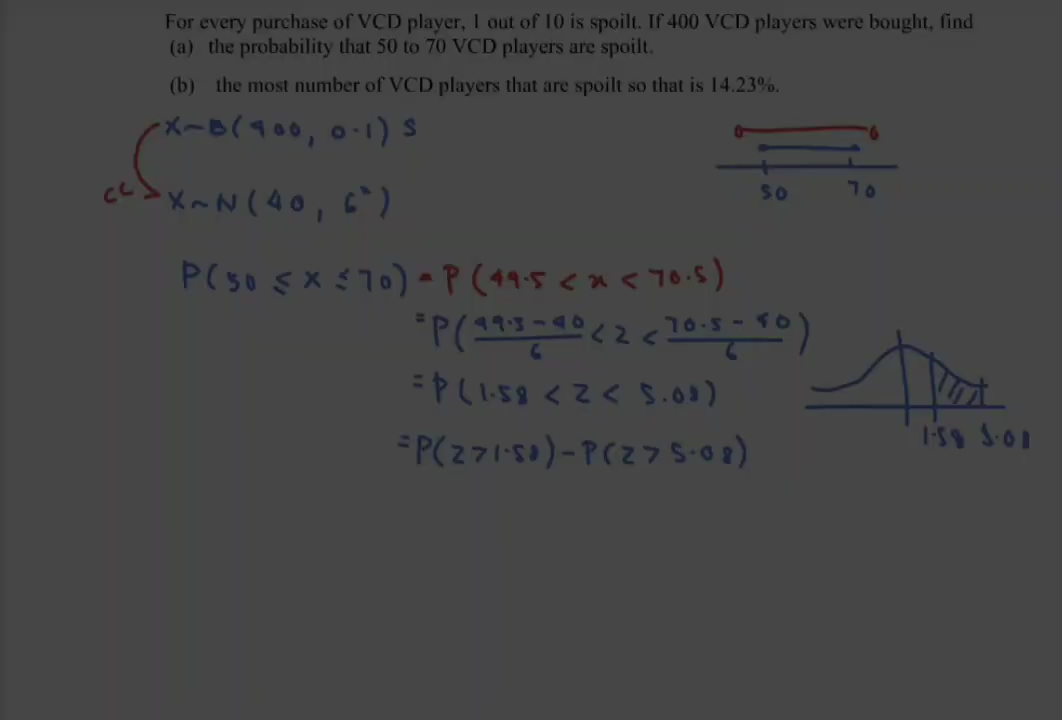 For every purchase of VCD player, 1 out of 10 is spoilt. If 400 VCD players were bought, find
(a) the probability that 50 to 70 VCD players are spoilt.
(b) the most number of VCD players that are spoilt so that is 14.23%.
X~B(400, 0.1) S
CC X~N(40, 6²)
50 70
P(50 ≤ X ≤ 70) = P(49.5 < x < 70.5)
= P(49.5-40/6 < Z < 70.5-40/6)
= P(1.58 < Z < 5.08)
1.58 5.08
= P(Z > 1.58) - P(Z > 5.08)